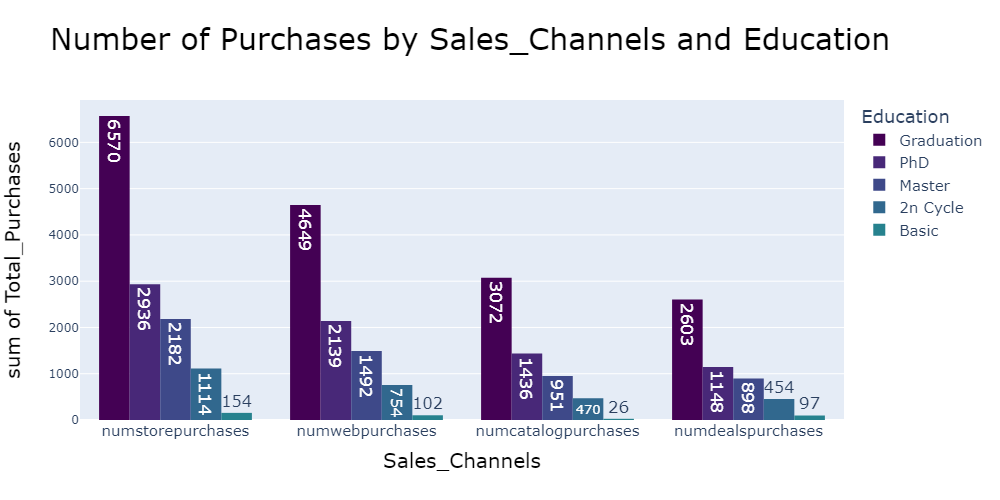 Number of Purchases by Sales_Channels and Education
sum of Total_Purchases
6000
5000
4000
3000
2000
1000
0
6570
2936
2182
1114
154
4649
2139
1492
754
102
3072
1436
951
470
26
2603
1148
898
454
97
numstorepurchases
numwebpurchases
numcatalogpurchases
numdealspurchases
Sales_Channels
Education
Graduation
PhD
Master
2n Cycle
Basic